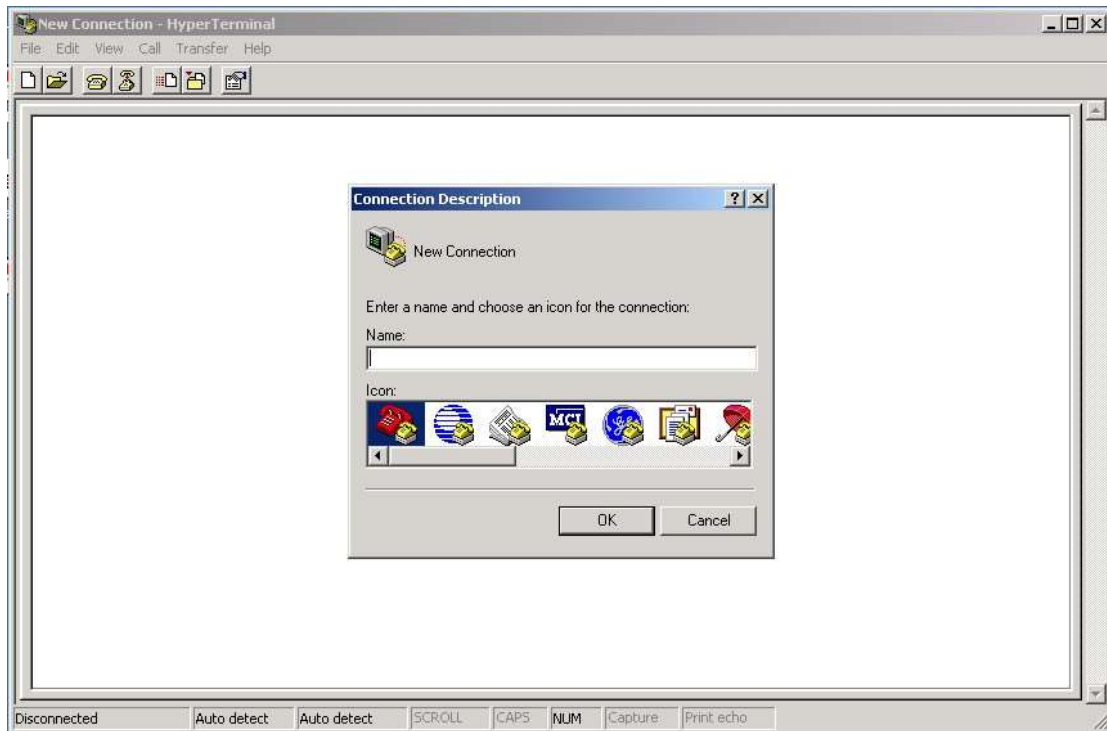 New Connection - HyperTerminal
File Edit View Call Transfer Help
Connection Description
New Connection
Enter a name and choose an icon for the connection:
Name:
Icon:
MCI
OK Cancel
Disconnected Auto detect Auto detect SCROLL CAPS NUM Capture Print echo